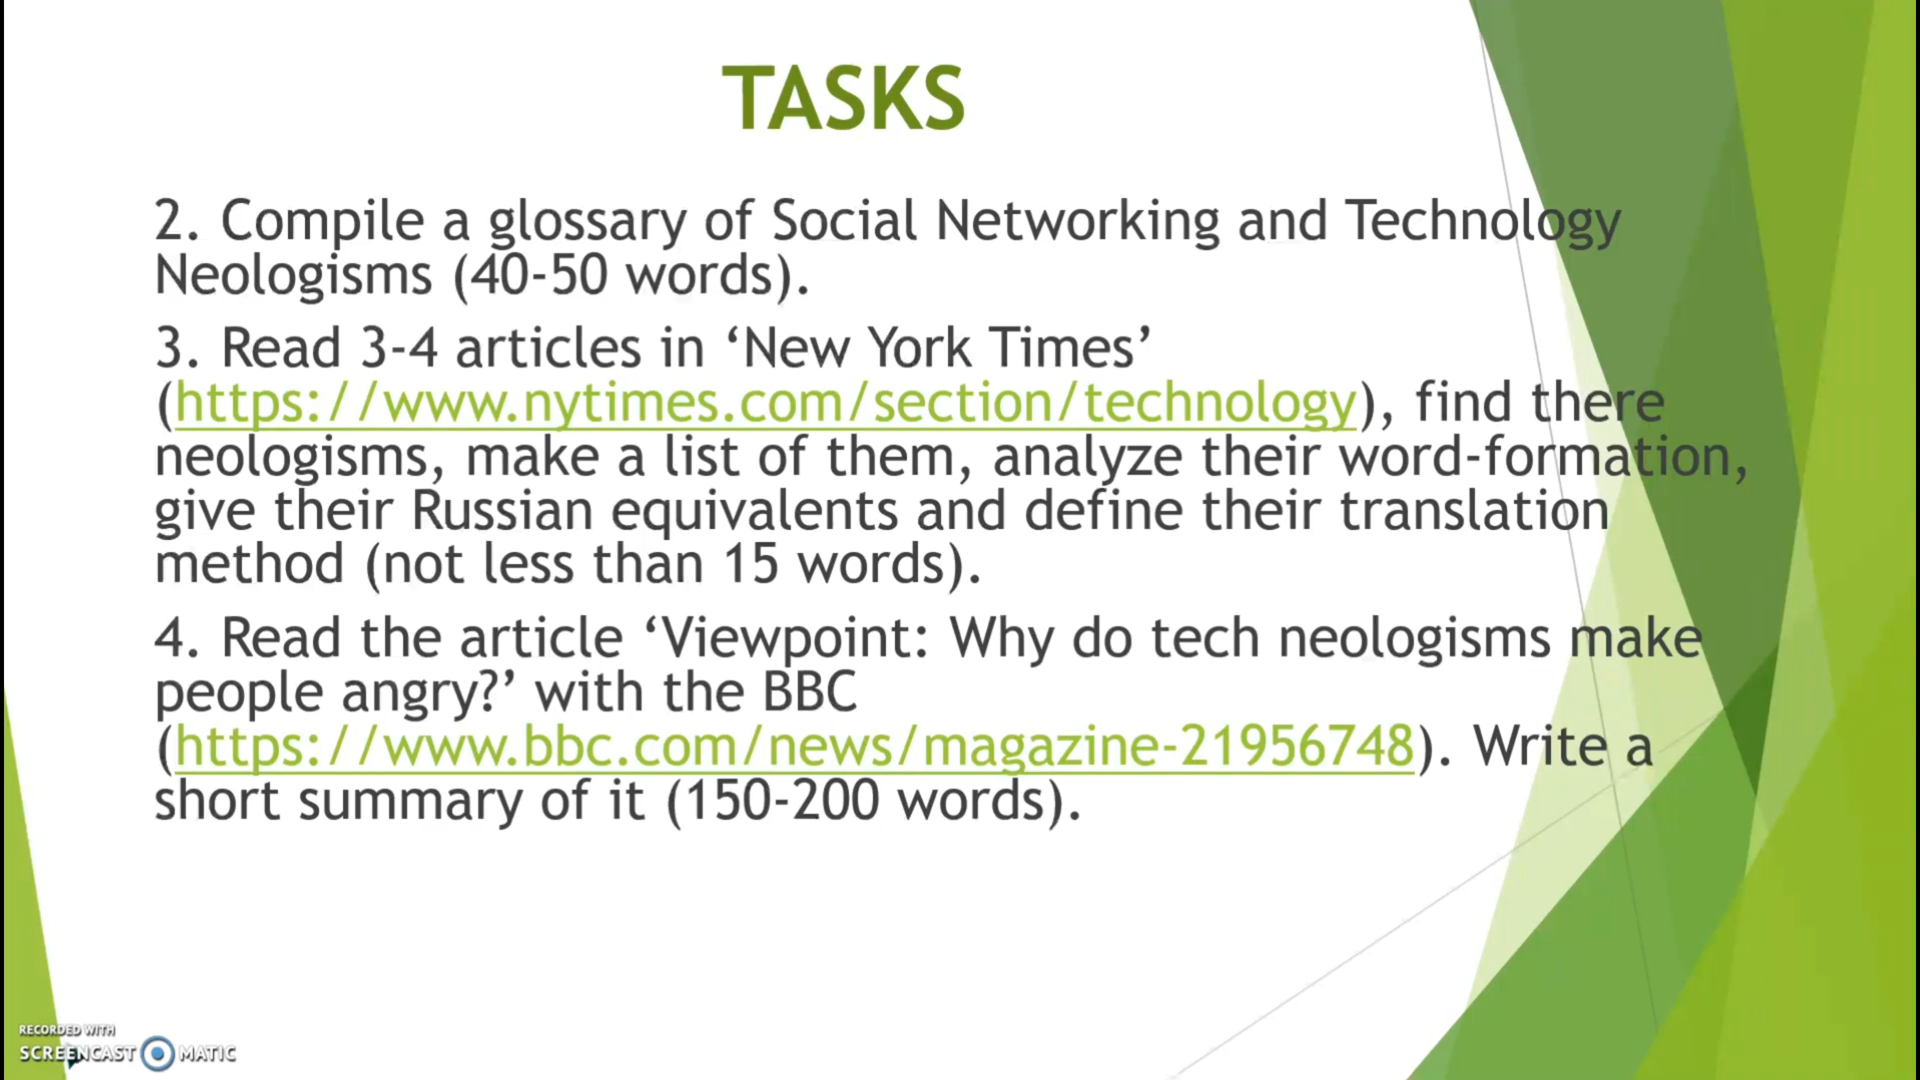 TASKS
2. Compile a glossary of Social Networking and Technology
Neologisms (40-50 words).
3. Read 3-4 articles in ‘New York Times’
(https://www.nytimes.com/section/technology), find there
neologisms, make a list of them, analyze their word-formation,
give their Russian equivalents and define their translation
method (not less than 15 words).
4. Read the article ‘Viewpoint: Why do tech neologisms make
people angry?’ with the BBC
(https://www.bbc.com/news/magazine-21956748). Write a
short summary of it (150-200 words).
RECORDED WITH
SCREENCAST MATIC